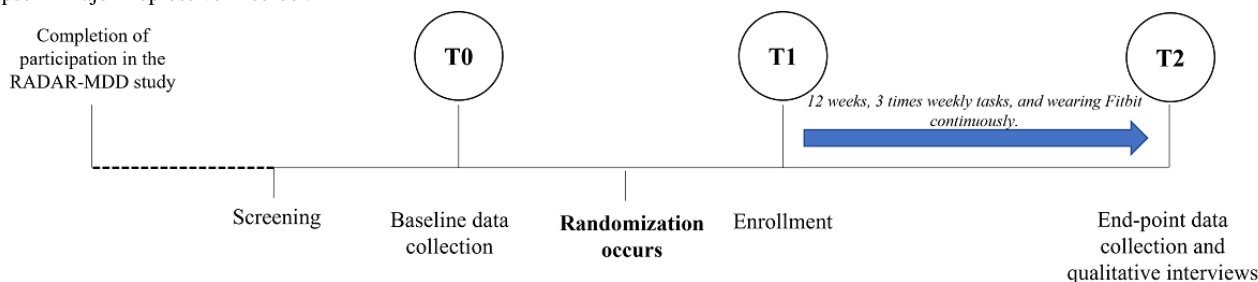 Completion of
participation in the
RADAR-MDD study
T0
T1
T2
12 weeks, 3 times weekly tasks, and wearing Fitbit
continuously.
Screening
Baseline data
collection
Randomization
occurs
Enrollment
End-point data
collection and
qualitative interviews